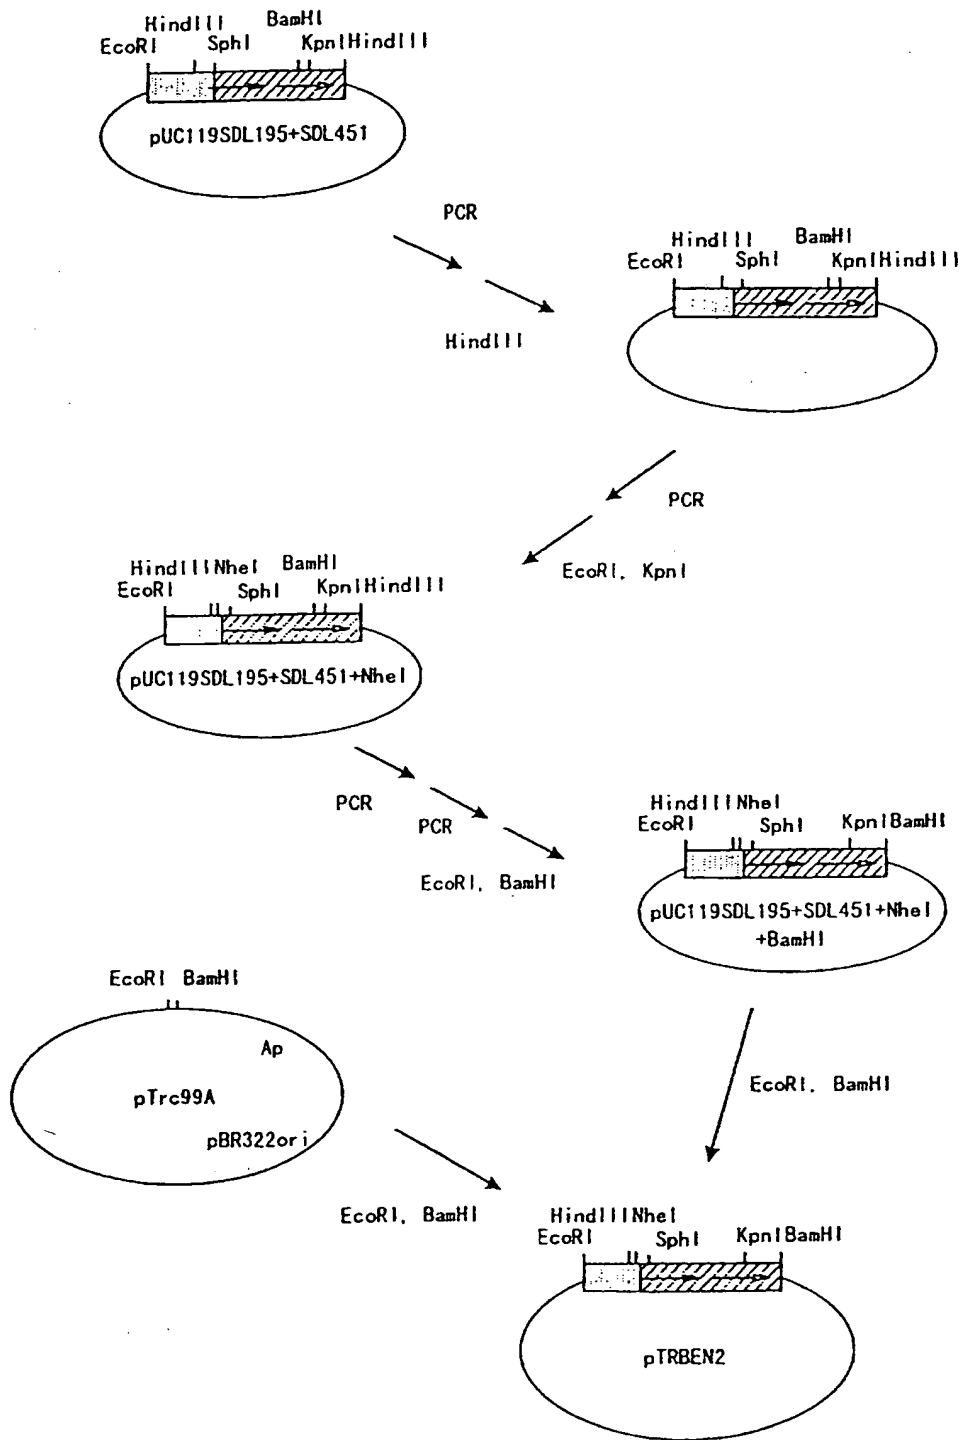 HindIII BamHI
EcoRI SphI KpnIHindIII
pUC119SDL195+SDL451
PCR
HindIII
HindIII BamHI
EcoRI SphI KpnIHindIII
PCR
EcoRI, KpnI
HindIIINheI BamHI
EcoRI SphI KpnIHindIII
pUC119SDL195+SDL451+NheI
PCR
PCR
EcoRI, BamHI
HindIIINheI
EcoRI SphI KpnIBamHI
pUC119SDL195+SDL451+NheI
+BamHI
EcoRI BamHI
Ap
pTrc99A
pBR322ori
EcoRI, BamHI
EcoRI, BamHI
HindIIINheI
EcoRI SphI KpnIBamHI
pTRBEN2